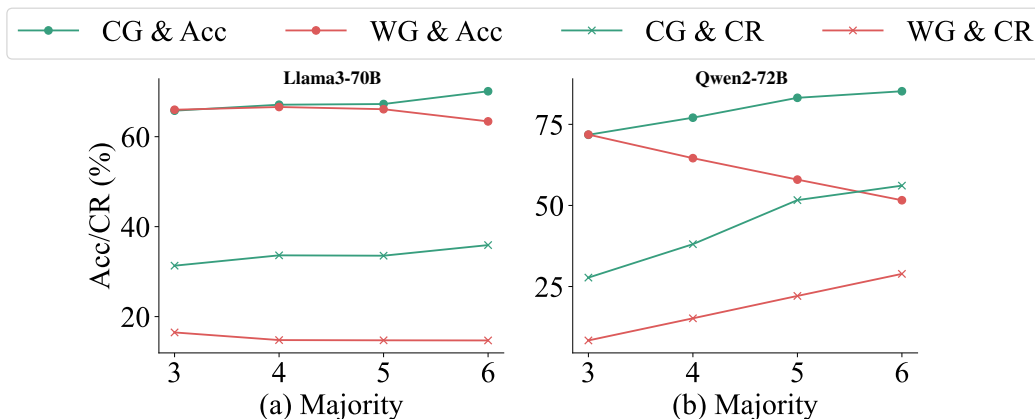 CG & Acc WG & Acc CG & CR WG & CR
Llama3-70B Qwen2-72B
Acc/CR (%)
60
40
20
3 4 5 6
(a) Majority
75
50
25
3 4 5 6
(b) Majority